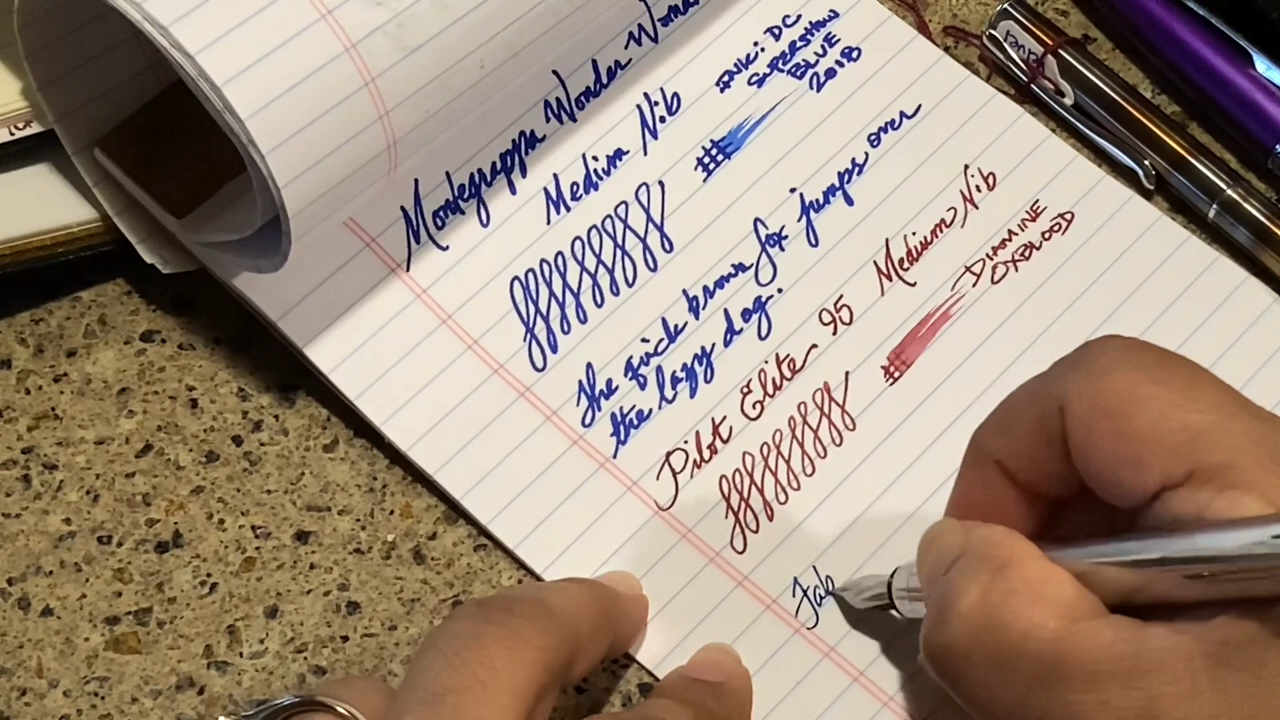 Montegrappa Wonder Woman
Medium Nib
INK: DC
SUPERSHOW
BLUE
2018
The quick brown fox jumps over
the lazy dog.
Pilot Elite 95 Medium Nib
DIAMINE
OXBLOOD
Fab